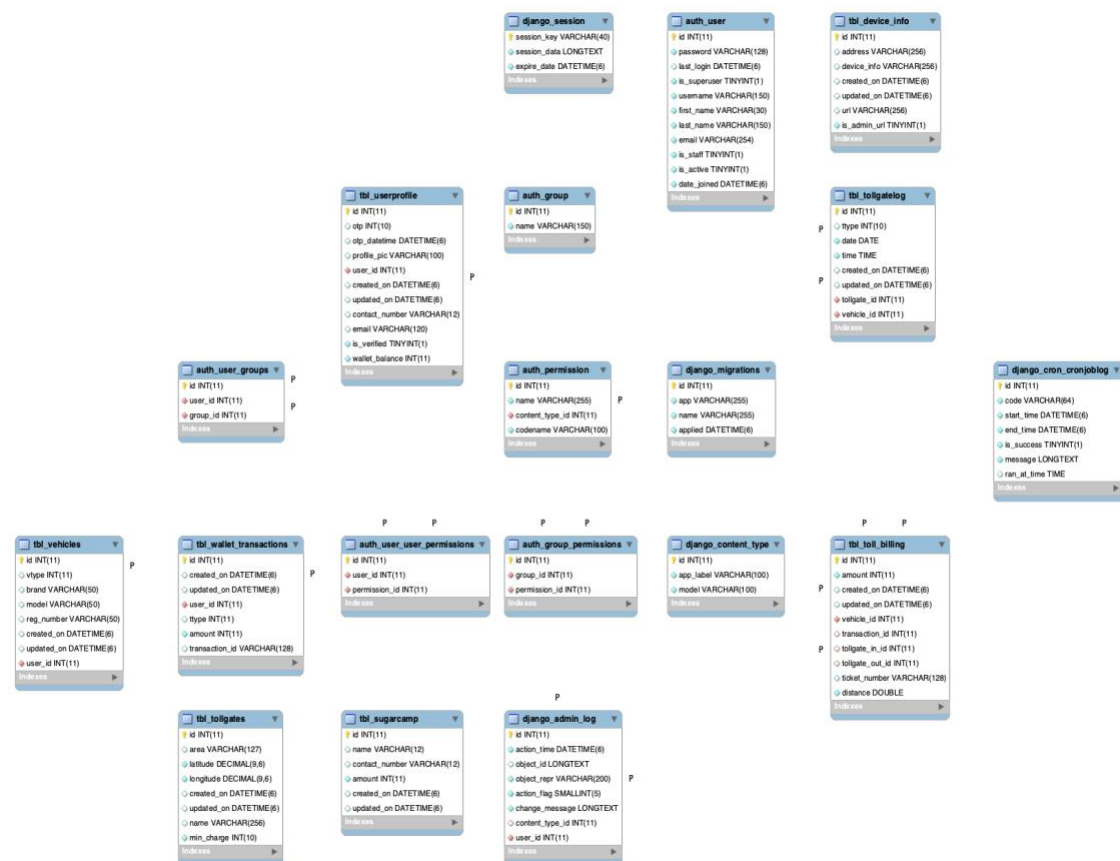 django_session
session_key VARCHAR(40)
session_data LONGTEXT
expire_date DATETIME(6)
Indexes
auth_user
id INT(11)
password VARCHAR(128)
last_login DATETIME(6)
is_superuser TINYINT(1)
username VARCHAR(150)
first_name VARCHAR(30)
last_name VARCHAR(150)
email VARCHAR(254)
is_staff TINYINT(1)
is_active TINYINT(1)
date_joined DATETIME(6)
Indexes
tbl_device_info
id INT(11)
address VARCHAR(256)
device_info VARCHAR(256)
created_on DATETIME(6)
updated_on DATETIME(6)
url VARCHAR(256)
is_admin_url TINYINT(1)
Indexes
tbl_userprofile
id INT(11)
otp INT(10)
otp_datetime DATETIME(6)
profile_pic VARCHAR(100)
user_id INT(11)
created_on DATETIME(6)
updated_on DATETIME(6)
contact_number VARCHAR(12)
email VARCHAR(120)
is_verified TINYINT(1)
wallet_balance INT(11)
Indexes
P
auth_group
id INT(11)
name VARCHAR(150)
Indexes
tbl_tollgatelog
id INT(11)
ttype INT(10)
date DATE
time TIME
created_on DATETIME(6)
updated_on DATETIME(6)
tollgate_id INT(11)
vehicle_id INT(11)
Indexes
P
P
auth_user_groups
id INT(11)
user_id INT(11)
group_id INT(11)
Indexes
P
P
auth_permission
id INT(11)
name VARCHAR(255)
content_type_id INT(11)
codename VARCHAR(100)
Indexes
P
django_migrations
id INT(11)
app VARCHAR(255)
name VARCHAR(255)
applied DATETIME(6)
Indexes
django_cron_cronjoblog
id INT(11)
code VARCHAR(64)
start_time DATETIME(6)
end_time DATETIME(6)
is_success TINYINT(1)
message LONGTEXT
ran_at_time TIME
Indexes
tbl_vehicles
id INT(11)
vtype INT(11)
brand VARCHAR(50)
model VARCHAR(50)
reg_number VARCHAR(50)
created_on DATETIME(6)
updated_on DATETIME(6)
user_id INT(11)
Indexes
P
tbl_wallet_transactions
id INT(11)
created_on DATETIME(6)
updated_on DATETIME(6)
user_id INT(11)
ttype INT(11)
amount INT(11)
transaction_id VARCHAR(128)
Indexes
P
P
P
auth_user_user_permissions
id INT(11)
user_id INT(11)
permission_id INT(11)
Indexes
P
P
auth_group_permissions
id INT(11)
group_id INT(11)
permission_id INT(11)
Indexes
django_content_type
id INT(11)
app_label VARCHAR(100)
model VARCHAR(100)
Indexes
P
P
tbl_toll_billing
id INT(11)
amount INT(11)
created_on DATETIME(6)
updated_on DATETIME(6)
vehicle_id INT(11)
transaction_id INT(11)
tollgate_in_id INT(11)
tollgate_out_id INT(11)
ticket_number VARCHAR(128)
distance DOUBLE
Indexes
P
P
tbl_tollgates
id INT(11)
area VARCHAR(127)
latitude DECIMAL(9,6)
longitude DECIMAL(9,6)
created_on DATETIME(6)
updated_on DATETIME(6)
name VARCHAR(256)
min_charge INT(10)
Indexes
tbl_sugarcamp
id INT(11)
name VARCHAR(12)
contact_number VARCHAR(12)
amount INT(11)
created_on DATETIME(6)
updated_on DATETIME(6)
Indexes
P
django_admin_log
id INT(11)
action_time DATETIME(6)
object_id LONGTEXT
object_repr VARCHAR(200)
action_flag SMALLINT(5)
change_message LONGTEXT
content_type_id INT(11)
user_id INT(11)
Indexes
P